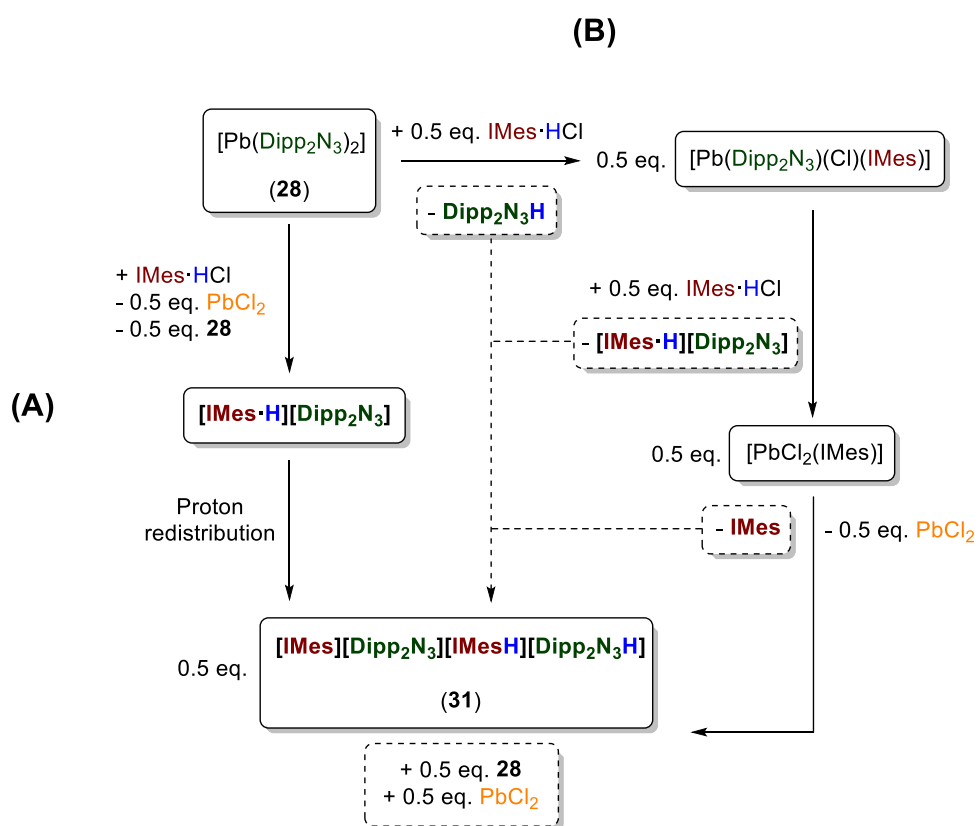 (B)
[Pb(Dipp₂N₃)₂]
(28)
+ 0.5 eq. IMes·HCl
0.5 eq.
[Pb(Dipp₂N₃)(Cl)(IMes)]
- Dipp₂N₃H
+ IMes·HCl
- 0.5 eq. PbCl₂
- 0.5 eq. 28
+ 0.5 eq. IMes·HCl
- [IMes·H][Dipp₂N₃]
(A)
[IMes·H][Dipp₂N₃]
0.5 eq.
[PbCl₂(IMes)]
Proton
redistribution
- IMes
- 0.5 eq. PbCl₂
0.5 eq.
[IMes][Dipp₂N₃][IMesH][Dipp₂N₃H]
(31)
+ 0.5 eq. 28
+ 0.5 eq. PbCl₂